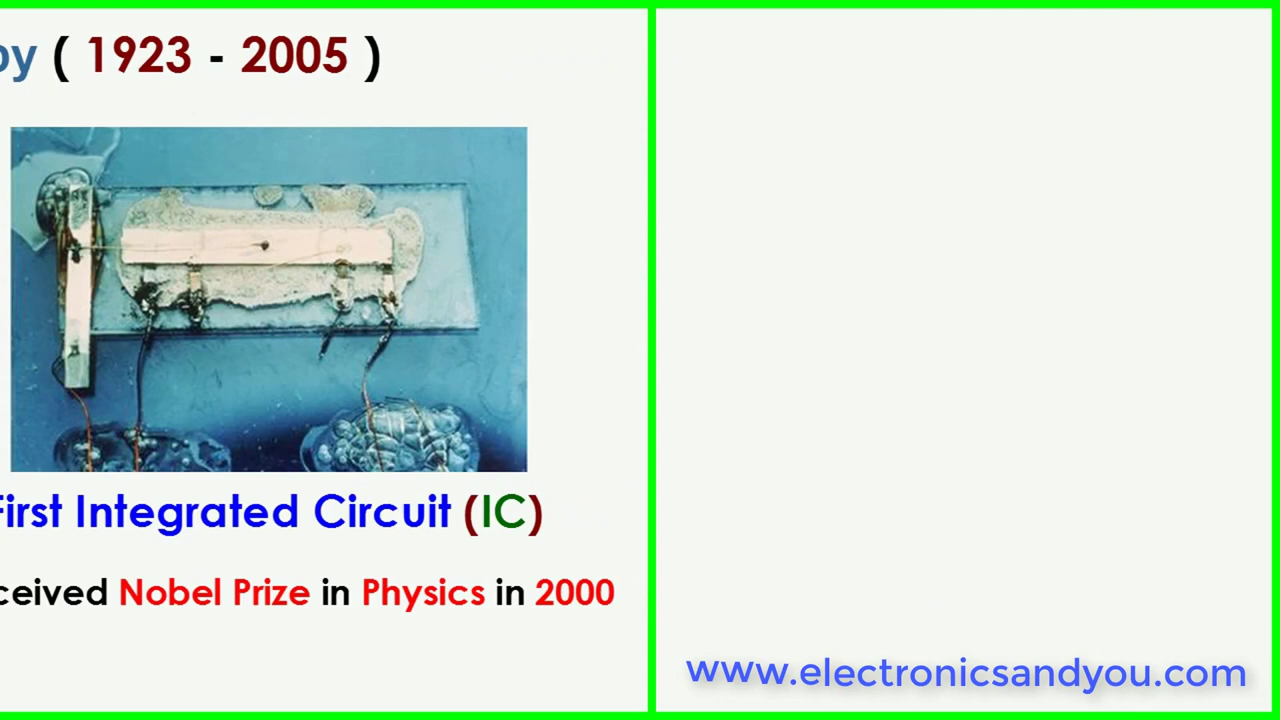 by ( 1923 - 2005 )
First Integrated Circuit (IC)
ceived Nobel Prize in Physics in 2000
www.electronicsandyou.com